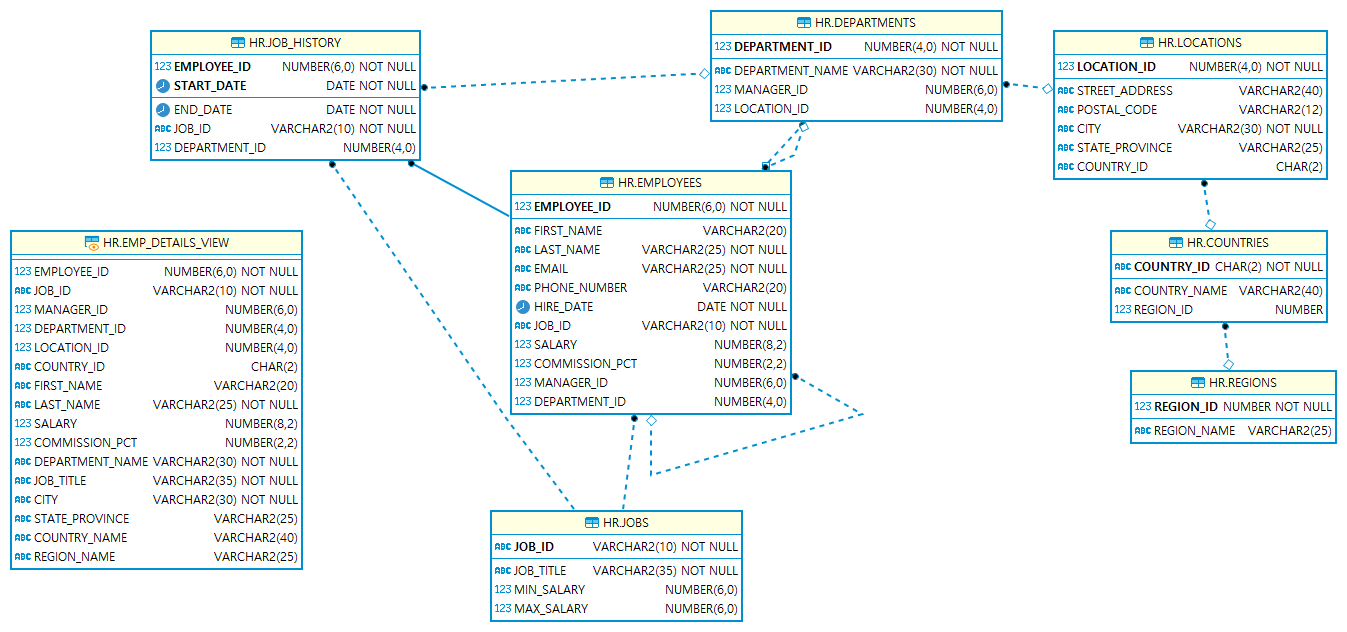 HR.JOB_HISTORY
123 EMPLOYEE_ID NUMBER(6,0) NOT NULL
START_DATE DATE NOT NULL
END_DATE DATE NOT NULL
ABC JOB_ID VARCHAR2(10) NOT NULL
123 DEPARTMENT_ID NUMBER(4,0)
HR.DEPARTMENTS
123 DEPARTMENT_ID NUMBER(4,0) NOT NULL
ABC DEPARTMENT_NAME VARCHAR2(30) NOT NULL
123 MANAGER_ID NUMBER(6,0)
123 LOCATION_ID NUMBER(4,0)
HR.LOCATIONS
123 LOCATION_ID NUMBER(4,0) NOT NULL
ABC STREET_ADDRESS VARCHAR2(40)
ABC POSTAL_CODE VARCHAR2(12)
ABC CITY VARCHAR2(30) NOT NULL
ABC STATE_PROVINCE VARCHAR2(25)
ABC COUNTRY_ID CHAR(2)
HR.EMP_DETAILS_VIEW
123 EMPLOYEE_ID NUMBER(6,0) NOT NULL
ABC JOB_ID VARCHAR2(10) NOT NULL
123 MANAGER_ID NUMBER(6,0)
123 DEPARTMENT_ID NUMBER(4,0)
123 LOCATION_ID NUMBER(4,0)
ABC COUNTRY_ID CHAR(2)
ABC FIRST_NAME VARCHAR2(20)
ABC LAST_NAME VARCHAR2(25) NOT NULL
123 SALARY NUMBER(8,2)
123 COMMISSION_PCT NUMBER(2,2)
ABC DEPARTMENT_NAME VARCHAR2(30) NOT NULL
ABC JOB_TITLE VARCHAR2(35) NOT NULL
ABC CITY VARCHAR2(30) NOT NULL
ABC STATE_PROVINCE VARCHAR2(25)
ABC COUNTRY_NAME VARCHAR2(40)
ABC REGION_NAME VARCHAR2(25)
HR.EMPLOYEES
123 EMPLOYEE_ID NUMBER(6,0) NOT NULL
ABC FIRST_NAME VARCHAR2(20)
ABC LAST_NAME VARCHAR2(25) NOT NULL
ABC EMAIL VARCHAR2(25) NOT NULL
ABC PHONE_NUMBER VARCHAR2(20)
HIRE_DATE DATE NOT NULL
ABC JOB_ID VARCHAR2(10) NOT NULL
123 SALARY NUMBER(8,2)
123 COMMISSION_PCT NUMBER(2,2)
123 MANAGER_ID NUMBER(6,0)
123 DEPARTMENT_ID NUMBER(4,0)
HR.COUNTRIES
ABC COUNTRY_ID CHAR(2) NOT NULL
ABC COUNTRY_NAME VARCHAR2(40)
123 REGION_ID NUMBER
HR.REGIONS
123 REGION_ID NUMBER NOT NULL
ABC REGION_NAME VARCHAR2(25)
HR.JOBS
ABC JOB_ID VARCHAR2(10) NOT NULL
ABC JOB_TITLE VARCHAR2(35) NOT NULL
123 MIN_SALARY NUMBER(6,0)
123 MAX_SALARY NUMBER(6,0)